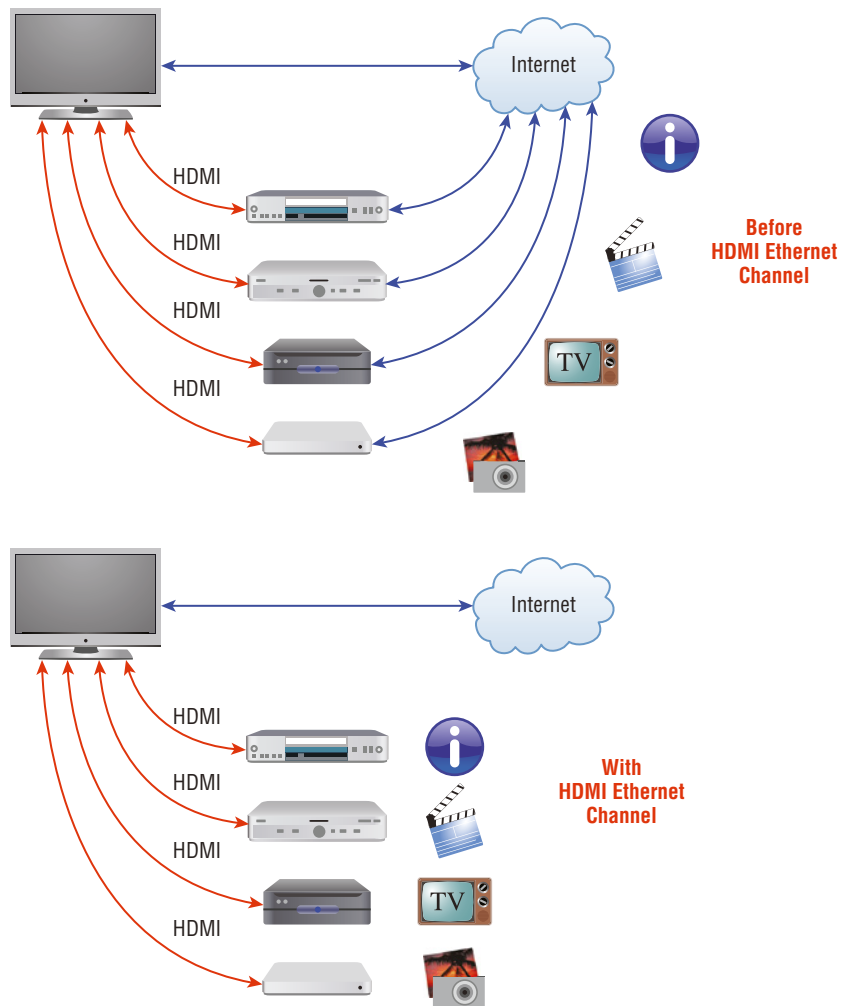 Internet
HDMI
HDMI
HDMI
HDMI
i
TV
Before
HDMI Ethernet
Channel
Internet
HDMI
HDMI
HDMI
HDMI
i
TV
With
HDMI Ethernet
Channel